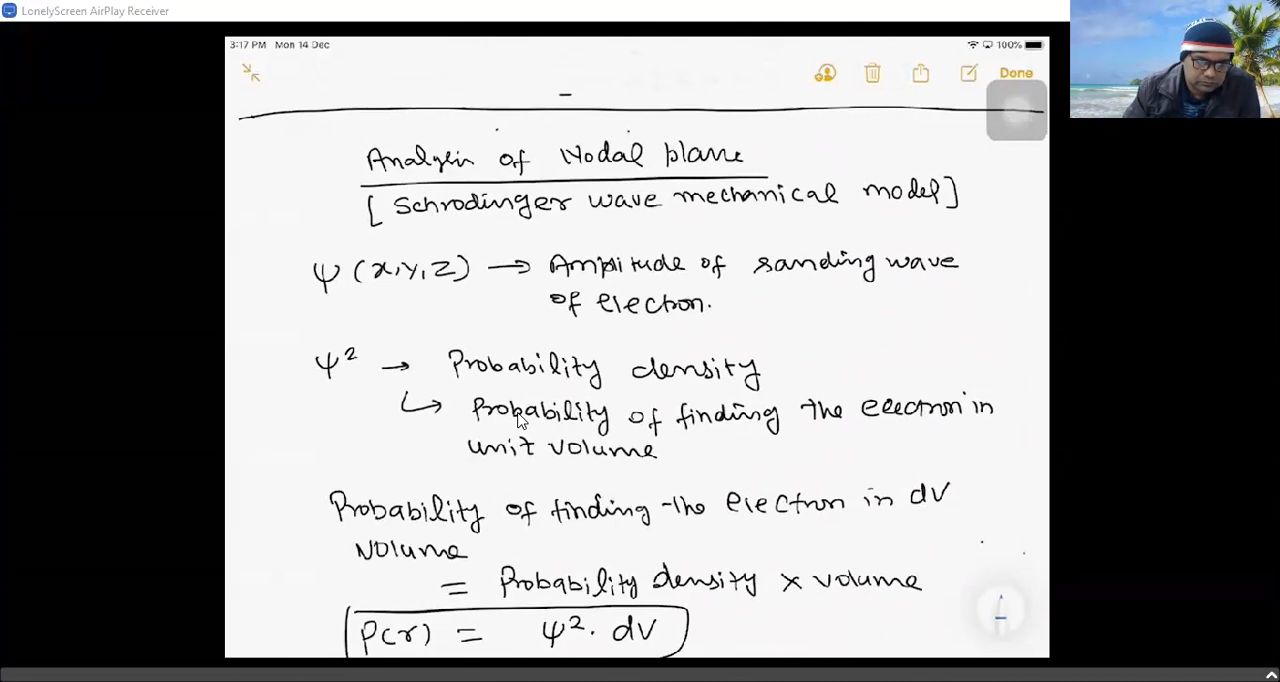 LonelyScreen AirPlay Receiver
3:17 PM Mon 14 Dec
100%
Done
Analysis of Nodal plane
[ Schrodinger wave mechanical model ]
ψ (x,y,z) → Amplitude of sanding wave
of electron.
ψ² → Probability density
↳ Probability of finding the electron in
unit volume
Probability of finding the electron in dV
volume
= Probability density × volume
P(r) = ψ². dV